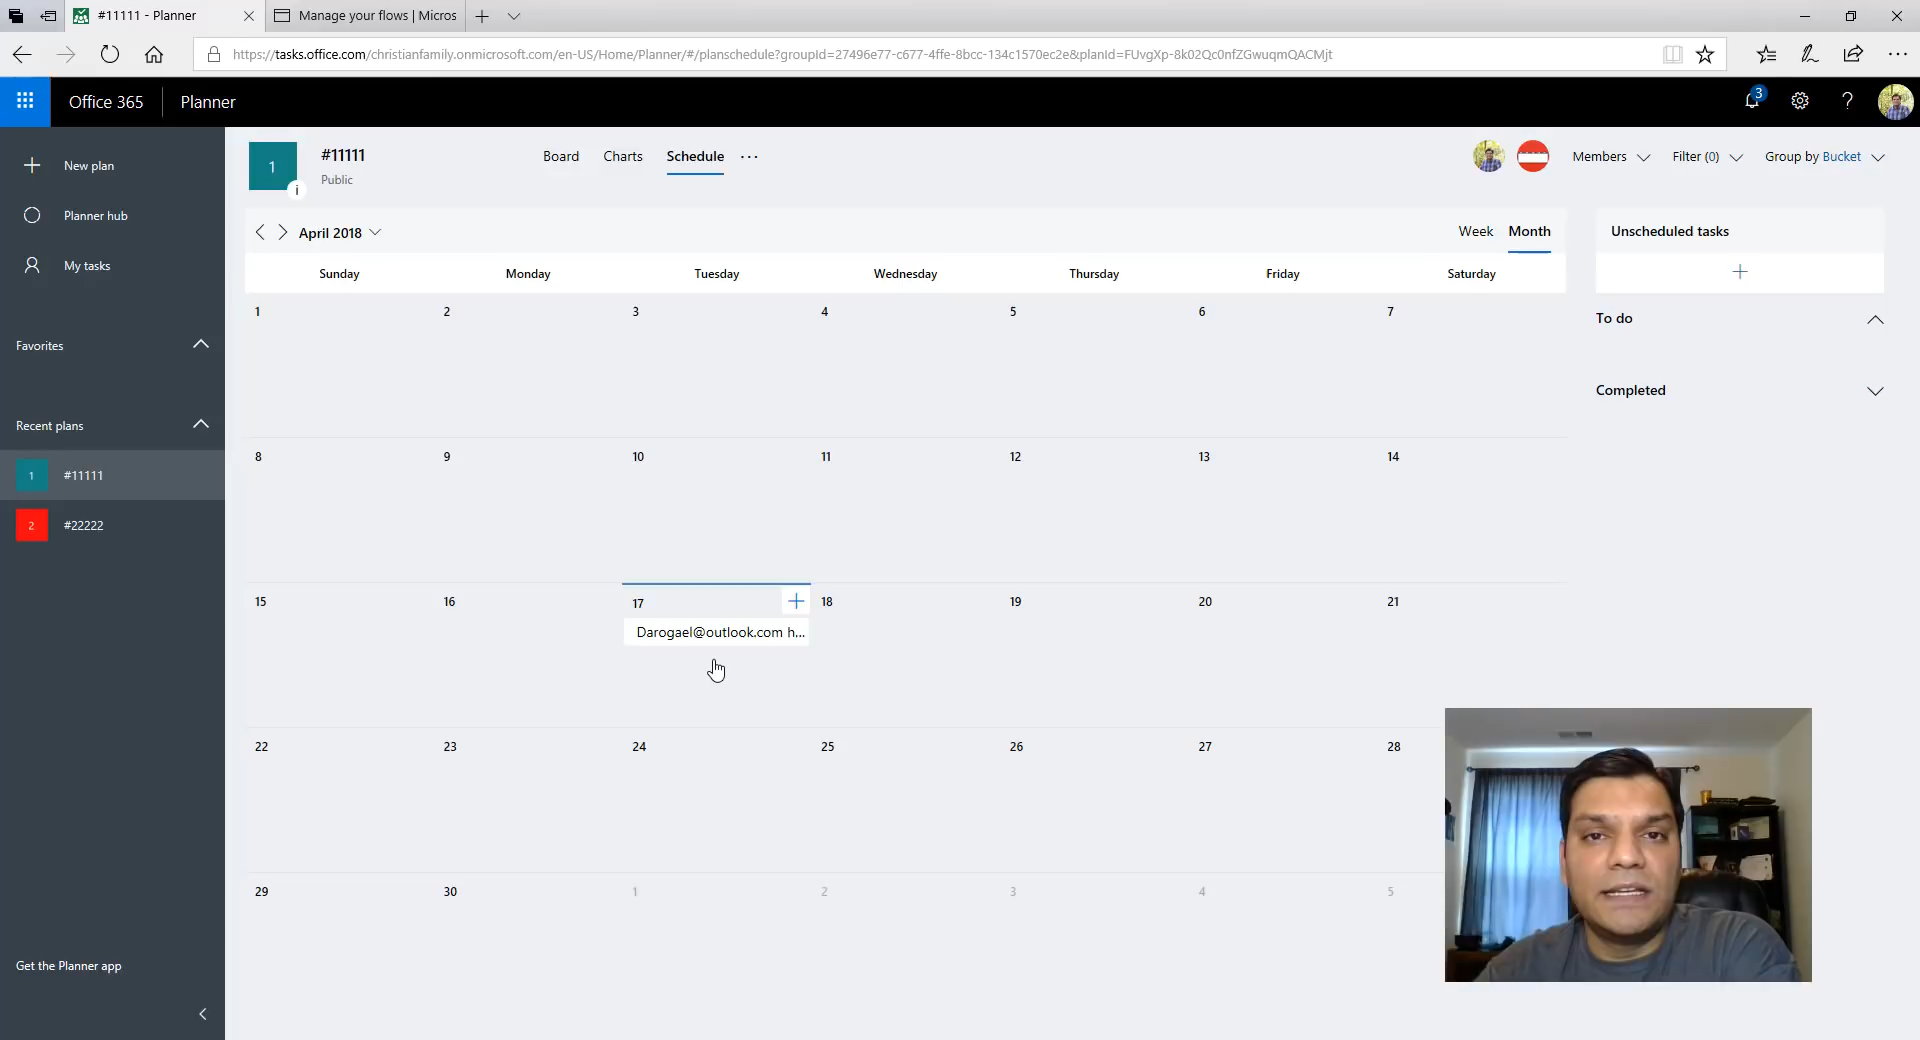 #11111 - Planner
Manage your flows | Micros
https://tasks.office.com/christianfamily.onmicrosoft.com/en-US/Home/Planner/#/planschedule?groupId=27496e77-c677-4ffe-8bcc-134c1570ec2e&planId=FUvgXp-8k02Qc0nfZGwuqmQACMjt
Office 365 Planner
3
?
New plan
Planner hub
My tasks
Favorites
Recent plans
1 #11111
2 #22222
Get the Planner app
1
i
#11111
Public
Board Charts Schedule
Members Filter (0) Group by Bucket
April 2018 Week Month
Sunday Monday Tuesday Wednesday Thursday Friday Saturday
1 2 3 4 5 6 7
8 9 10 11 12 13 14
15 16 17 18 19 20 21
Darogael@outlook.com h...
22 23 24 25 26 27 28
29 30 1 2 3 4 5
Unscheduled tasks
To do
Completed